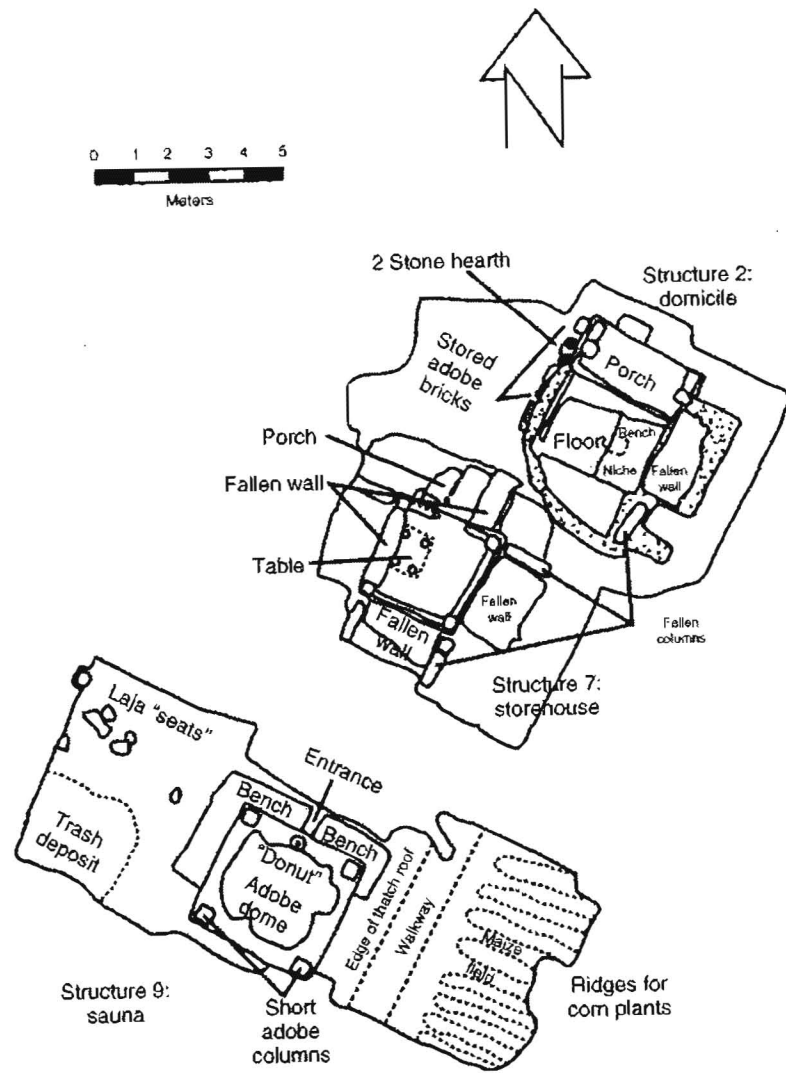 N
0 1 2 3 4 5
Meters
2 Stone hearth
Structure 2:
domicile
Stored
adobe
bricks
Porch
Porch
Floor
Bench
Niche
Fallen
wall
Fallen wall
Table
Fallen
wall
Fallen
wall
Fallen
columns
Structure 7:
storehouse
Laja "seats"
Entrance
Bench
Bench
Trash
deposit
"Donut"
Adobe
dome
Edge of thatch roof
Walkway
Maize
field
Structure 9:
sauna
Short
adobe
columns
Ridges for
corn plants